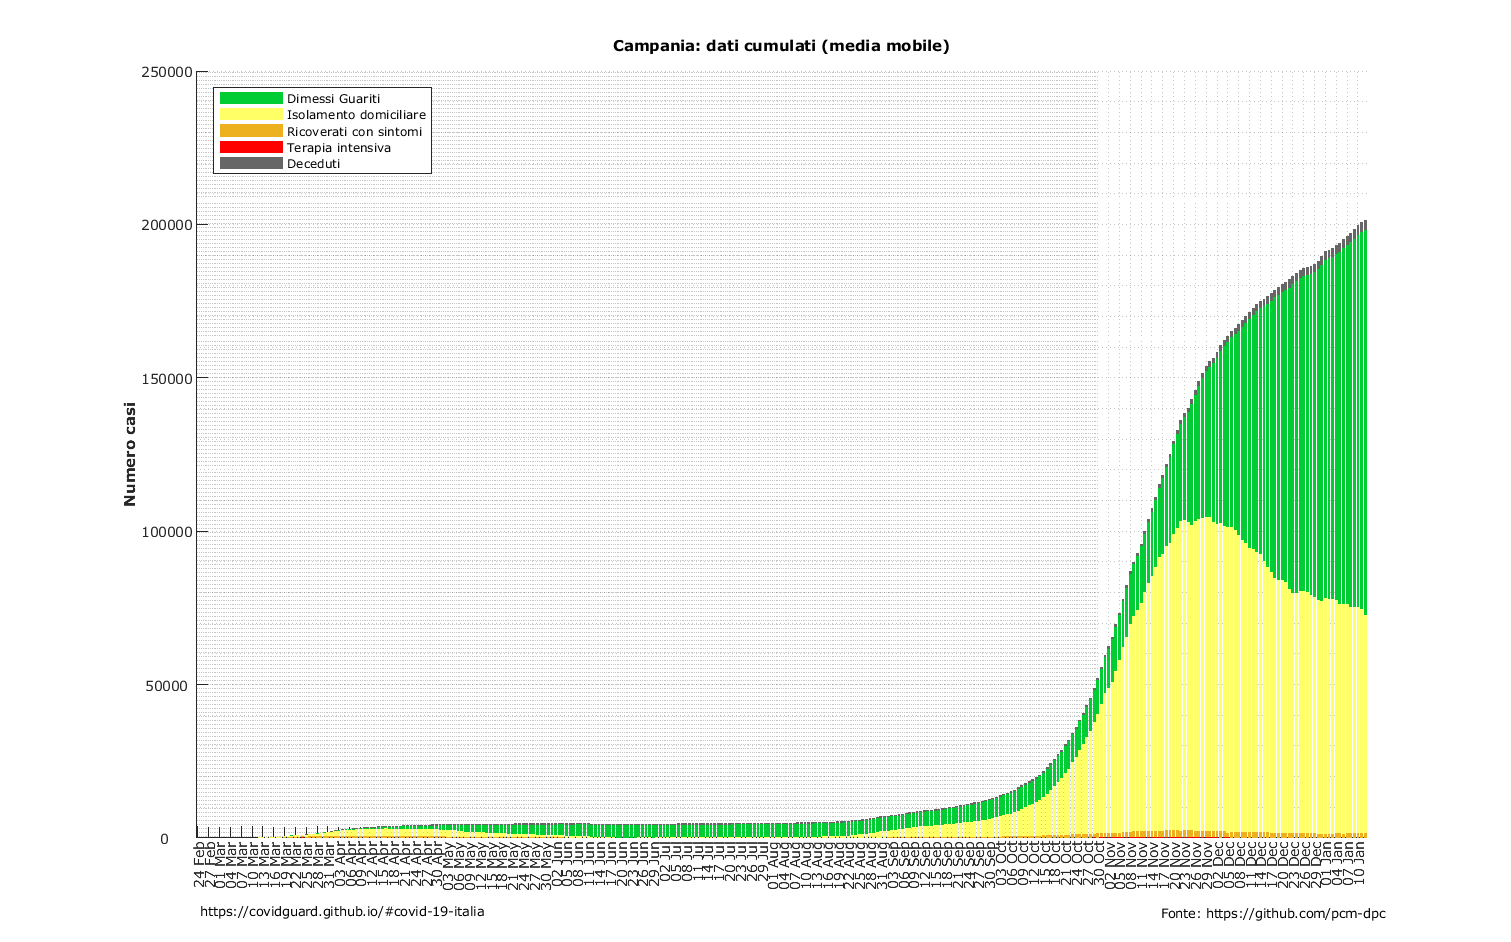 Campania: dati cumulati (media mobile)
250000
200000
150000
100000
50000
0
Numero casi
Dimessi Guariti
Isolamento domiciliare
Ricoverati con sintomi
Terapia intensiva
Deceduti
24 Feb
27 Feb
01 Mar
04 Mar
07 Mar
10 Mar
13 Mar
16 Mar
19 Mar
22 Mar
25 Mar
28 Mar
31 Mar
03 Apr
06 Apr
09 Apr
12 Apr
15 Apr
18 Apr
21 Apr
24 Apr
27 Apr
30 Apr
03 May
06 May
09 May
12 May
15 May
18 May
21 May
24 May
27 May
30 May
02 Jun
05 Jun
08 Jun
11 Jun
14 Jun
17 Jun
20 Jun
23 Jun
26 Jun
29 Jun
02 Jul
05 Jul
08 Jul
11 Jul
14 Jul
17 Jul
20 Jul
23 Jul
26 Jul
29 Jul
01 Aug
04 Aug
07 Aug
10 Aug
13 Aug
16 Aug
19 Aug
22 Aug
25 Aug
28 Aug
31 Aug
03 Sep
06 Sep
09 Sep
12 Sep
15 Sep
18 Sep
21 Sep
24 Sep
27 Sep
30 Sep
03 Oct
06 Oct
09 Oct
12 Oct
15 Oct
18 Oct
21 Oct
24 Oct
27 Oct
30 Oct
02 Nov
05 Nov
08 Nov
11 Nov
14 Nov
17 Nov
20 Nov
23 Nov
26 Nov
29 Nov
02 Dec
05 Dec
08 Dec
11 Dec
14 Dec
17 Dec
20 Dec
23 Dec
26 Dec
29 Dec
01 Jan
04 Jan
07 Jan
10 Jan
https://covidguard.github.io/#covid-19-italia
Fonte: https://github.com/pcm-dpc